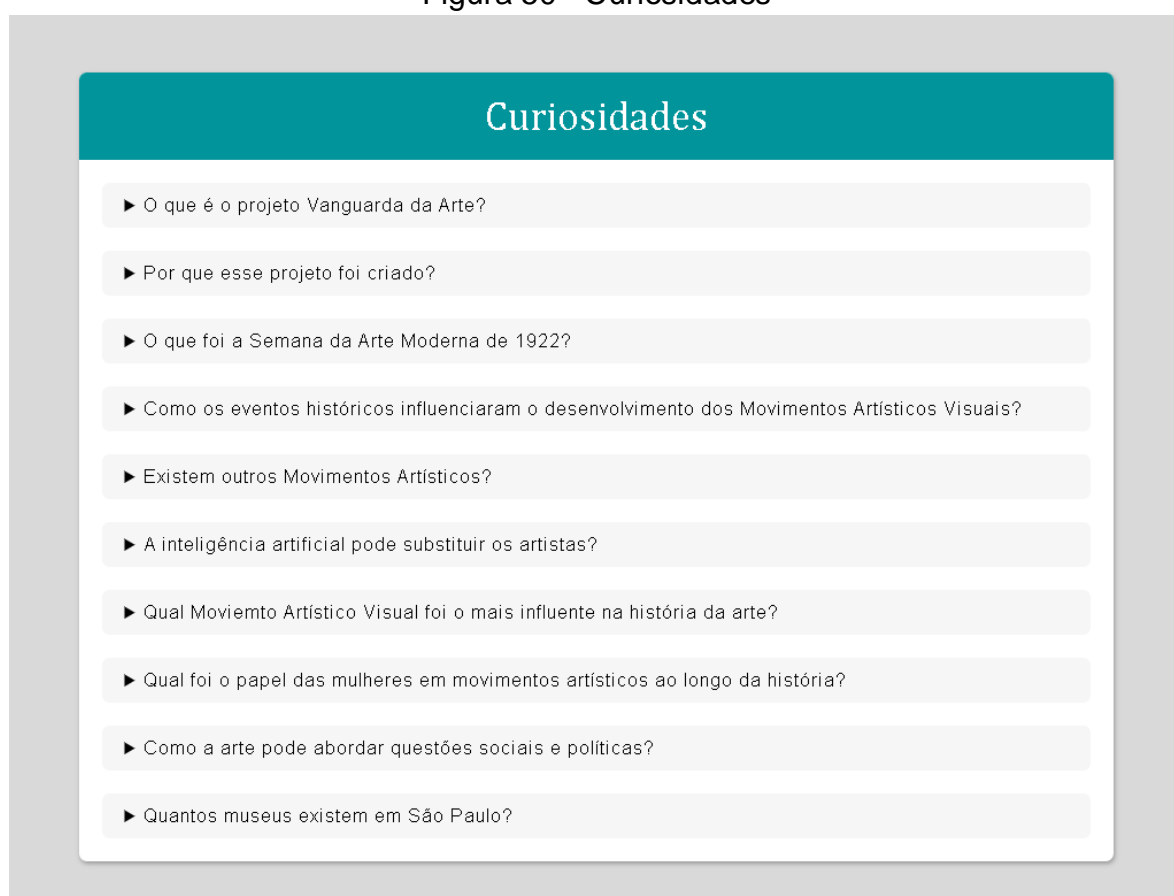 Curiosidades
▶ O que é o projeto Vanguarda da Arte?
▶ Por que esse projeto foi criado?
▶ O que foi a Semana da Arte Moderna de 1922?
▶ Como os eventos históricos influenciaram o desenvolvimento dos Movimentos Artísticos Visuais?
▶ Existem outros Movimentos Artísticos?
▶ A inteligência artificial pode substituir os artistas?
▶ Qual Moviemto Artístico Visual foi o mais influente na história da arte?
▶ Qual foi o papel das mulheres em movimentos artísticos ao longo da história?
▶ Como a arte pode abordar questões sociais e políticas?
▶ Quantos museus existem em São Paulo?